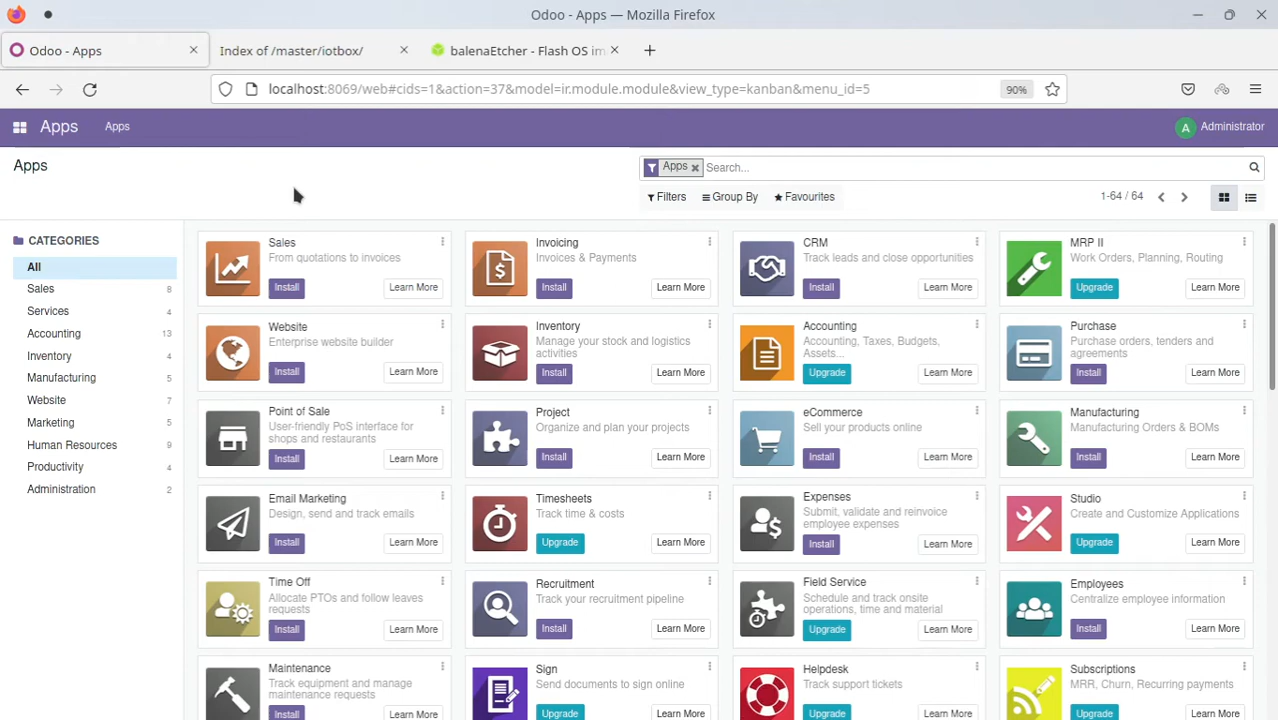 Odoo - Apps — Mozilla Firefox
Odoo - Apps
Index of /master/iotbox/
balenaEtcher - Flash OS im
localhost:8069/web#cids=1&action=37&model=ir.module.module&view_type=kanban&menu_id=5
90%
Apps
Apps
A
Administrator
Apps
Apps
Search...
Filters
Group By
Favourites
1-64 / 64
CATEGORIES
All
Sales 8
Services 4
Accounting 13
Inventory 4
Manufacturing 5
Website 7
Marketing 5
Human Resources 9
Productivity 4
Administration 2
Sales
From quotations to invoices
Install
Learn More
Invoicing
Invoices & Payments
Install
Learn More
CRM
Track leads and close opportunities
Install
Learn More
MRP II
Work Orders, Planning, Routing
Upgrade
Learn More
Website
Enterprise website builder
Install
Learn More
Inventory
Manage your stock and logistics
activities
Install
Learn More
Accounting
Accounting, Taxes, Budgets,
Assets...
Upgrade
Learn More
Purchase
Purchase orders, tenders and
agreements
Install
Learn More
Point of Sale
User-friendly PoS interface for
shops and restaurants
Install
Learn More
Project
Organize and plan your projects
Install
Learn More
eCommerce
Sell your products online
Install
Learn More
Manufacturing
Manufacturing Orders & BOMs
Install
Learn More
Email Marketing
Design, send and track emails
Install
Learn More
Timesheets
Track time & costs
Upgrade
Learn More
Expenses
Submit, validate and reinvoice
employee expenses
Install
Learn More
Studio
Create and Customize Applications
Upgrade
Learn More
Time Off
Allocate PTOs and follow leaves
requests
Install
Learn More
Recruitment
Track your recruitment pipeline
Install
Learn More
Field Service
Schedule and track onsite
operations, time and material
Upgrade
Learn More
Employees
Centralize employee information
Install
Learn More
Maintenance
Track equipment and manage
maintenance requests
Install
Learn More
Sign
Send documents to sign online
Upgrade
Learn More
Helpdesk
Track support tickets
Upgrade
Learn More
Subscriptions
MRR, Churn, Recurring payments
Upgrade
Learn More